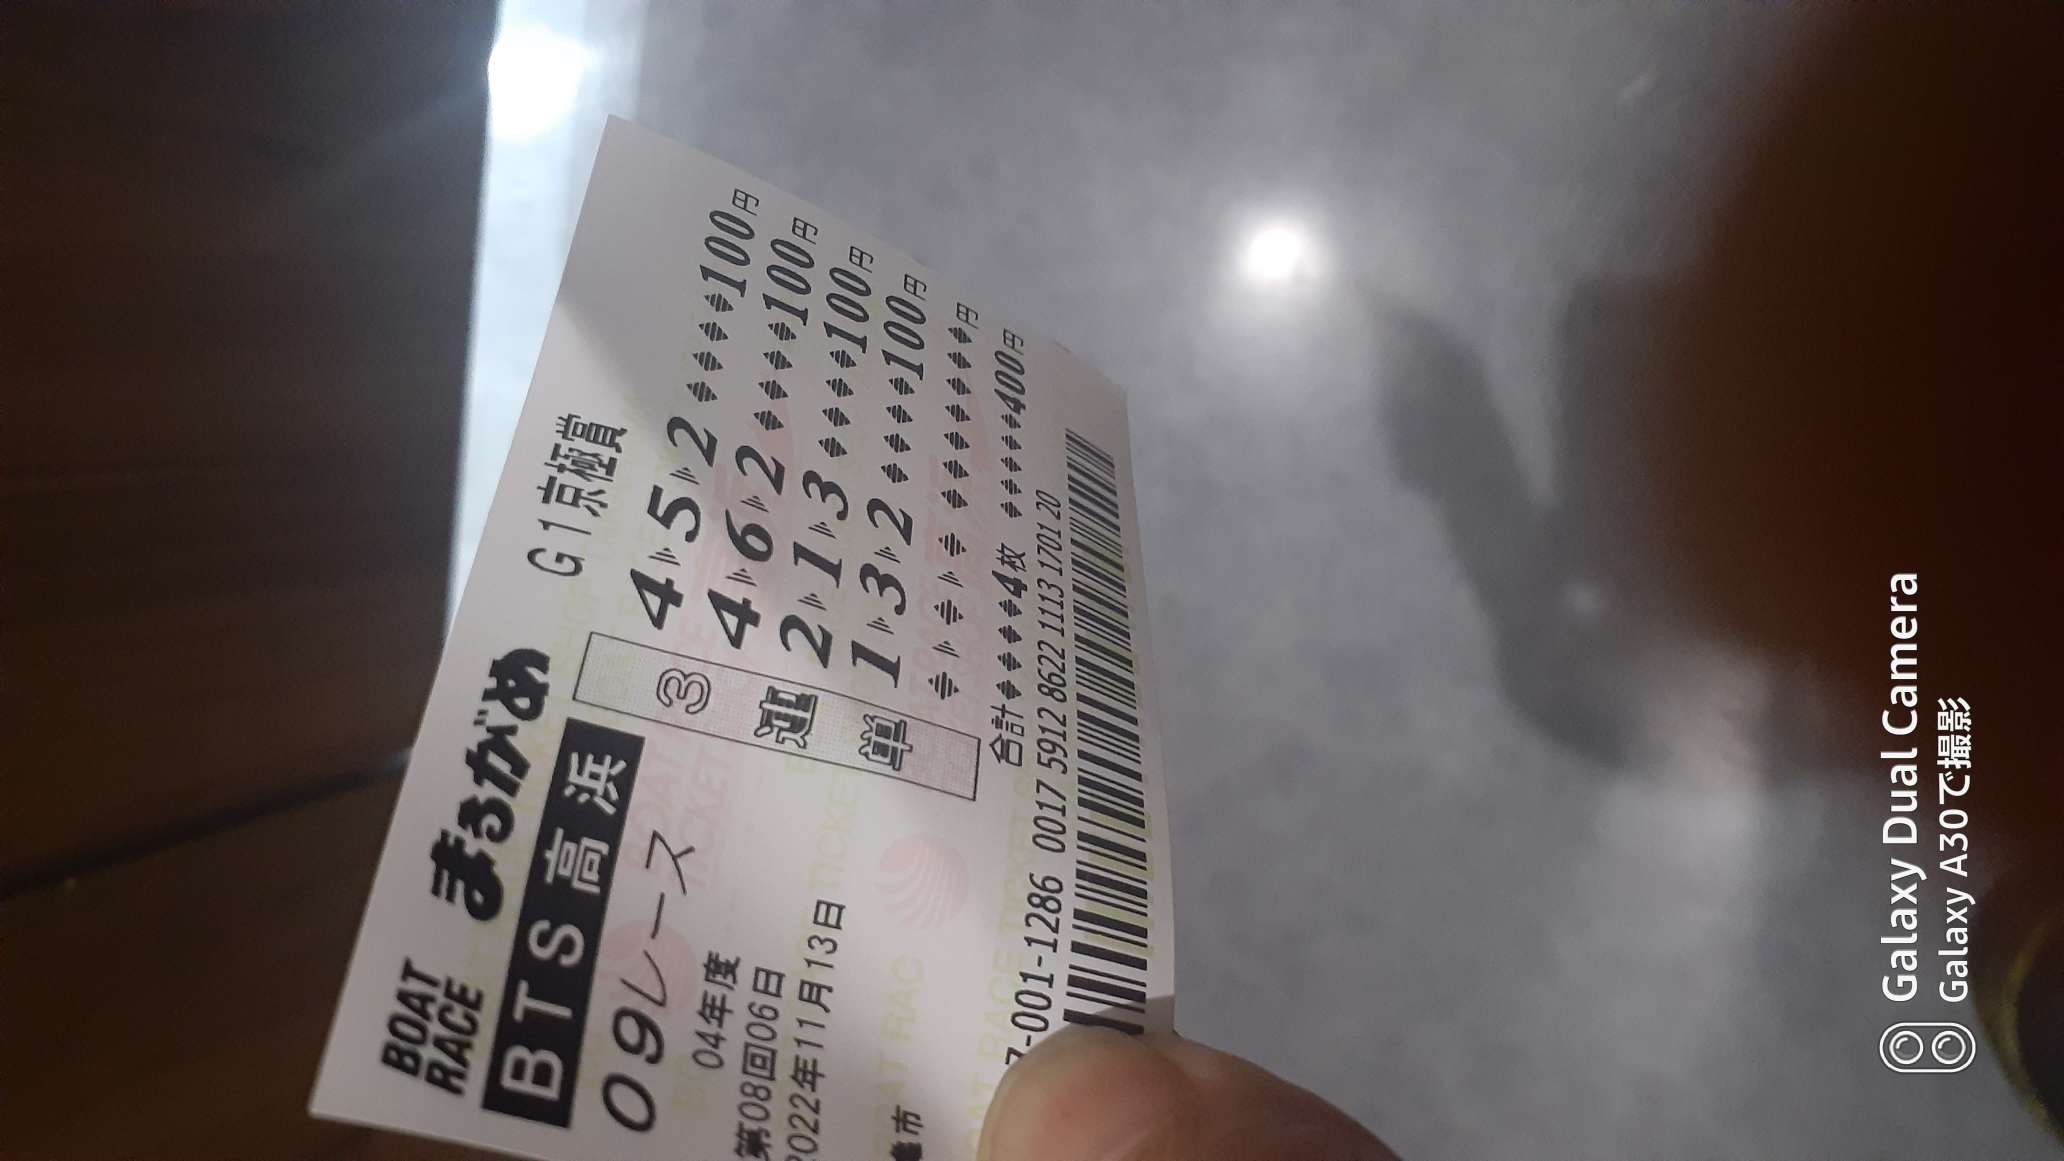 BOAT RACE まるがめ G1京極賞
BTS高浜
09レース
04年度
第08回06日
2022年11月13日
亀市
3連単
4 5 2 100円
4 6 2 100円
2 1 3 100円
1 3 2 100円
円
合計 4枚 400円
7-001-1286 0017 5912 8622 1113 1701 20
Galaxy Dual Camera
Galaxy A30で撮影